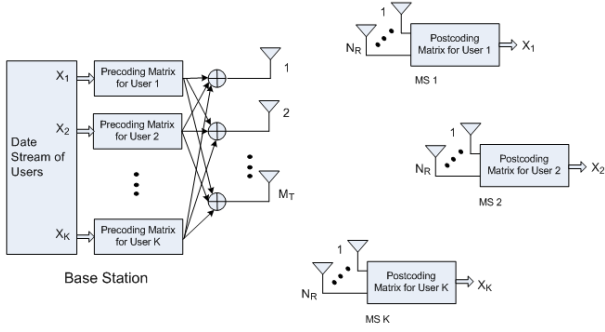 Date
Stream of
Users
X1
Precoding Matrix
for User 1
X2
Precoding Matrix
for User 2
XK
Precoding Matrix
for User K
1
2
MT
Base Station
1
NR
Postcoding
Matrix for User 1
X1
MS 1
1
NR
Postcoding
Matrix for User 2
X2
MS 2
1
NR
Postcoding
Matrix for User K
XK
MS K